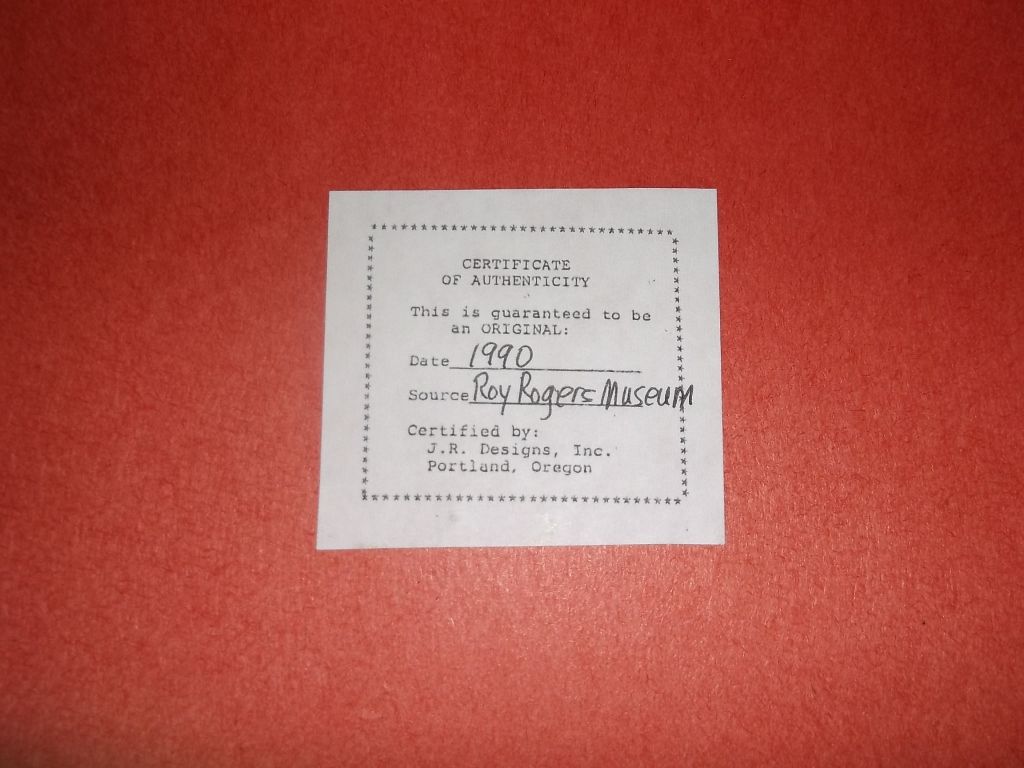 CERTIFICATE
OF AUTHENTICITY
This is guaranteed to be
an ORIGINAL:
Date 1990
Source Roy Rogers Museum
Certified by:
J.R. Designs, Inc.
Portland, Oregon